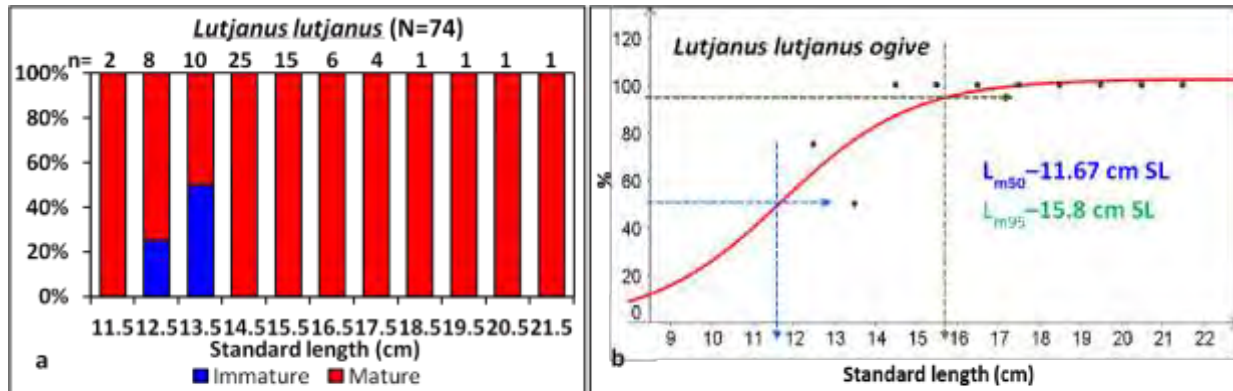 Lutjanus lutjanus (N=74)
n= 2 8 10 25 15 6 4 1 1 1 1
100%
80%
60%
40%
20%
0%
11.5 12.5 13.5 14.5 15.5 16.5 17.5 18.5 19.5 20.5 21.5
Standard length (cm)
a
Immature Mature
Lutjanus lutjanus ogive
120
100
80
60
40
20
0
%
Lm50–11.67 cm SL
Lm95–15.8 cm SL
9 10 11 12 13 14 15 16 17 18 19 20 21 22
b
Standard length (cm)